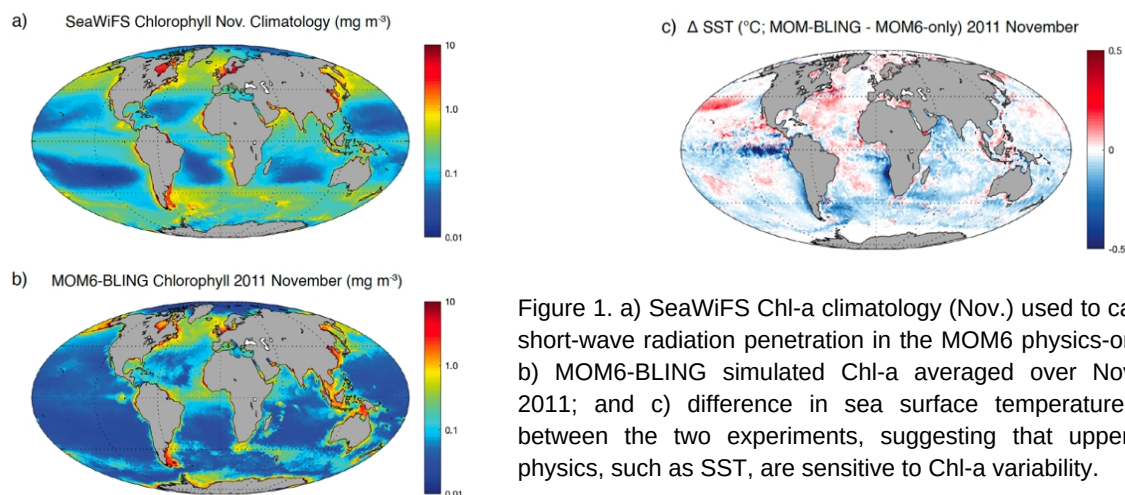 a)
SeaWiFS Chlorophyll Nov. Climatology (mg m⁻³)
10
1.0
0.1
0.01
b)
MOM6-BLING Chlorophyll 2011 November (mg m⁻³)
10
1.0
0.1
0.01
c) Δ SST (°C; MOM-BLING - MOM6-only) 2011 November
0.5
0
-0.5
Figure 1. a) SeaWiFS Chl-a climatology (Nov.) used to ca
short-wave radiation penetration in the MOM6 physics-or
b) MOM6-BLING simulated Chl-a averaged over Nov
2011; and c) difference in sea surface temperature
between the two experiments, suggesting that upper
physics, such as SST, are sensitive to Chl-a variability.